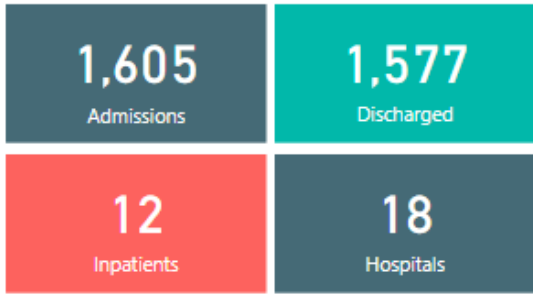 1,605
Admissions
1,577
Discharged
12
Inpatients
18
Hospitals